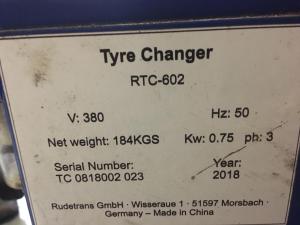 Tyre Changer
RTC-602
V: 380 Hz: 50
Net weight: 184KGS Kw: 0.75 ph: 3
Serial Number: Year:
TC 0818002 023 2018
Rudetrans GmbH · Wisseraue 1 · 51597 Morsbach ·
Germany – Made in China